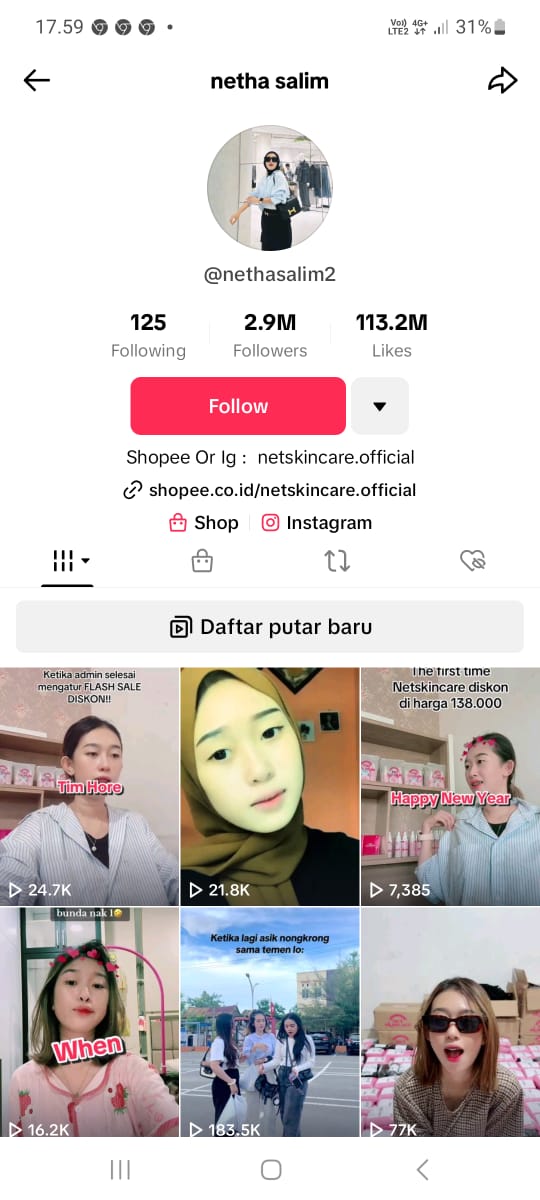 17.59
Vo)) 4G+
LTE2
31%
netha salim
@nethasalim2
125
Following
2.9M
Followers
113.2M
Likes
Follow
Shopee Or Ig : netskincare.official
shopee.co.id/netskincare.official
Shop
Instagram
Daftar putar baru
Ketika admin selesai
mengatur FLASH SALE
DISKON!!
Tim Hore
24.7K
21.8K
The first time
Netskincare diskon
di harga 138.000
Happy New Year
7,385
bunda nak 1🤣
When
16.2K
Ketika lagi asik nongkrong
sama temen lo:
183.5K
77K